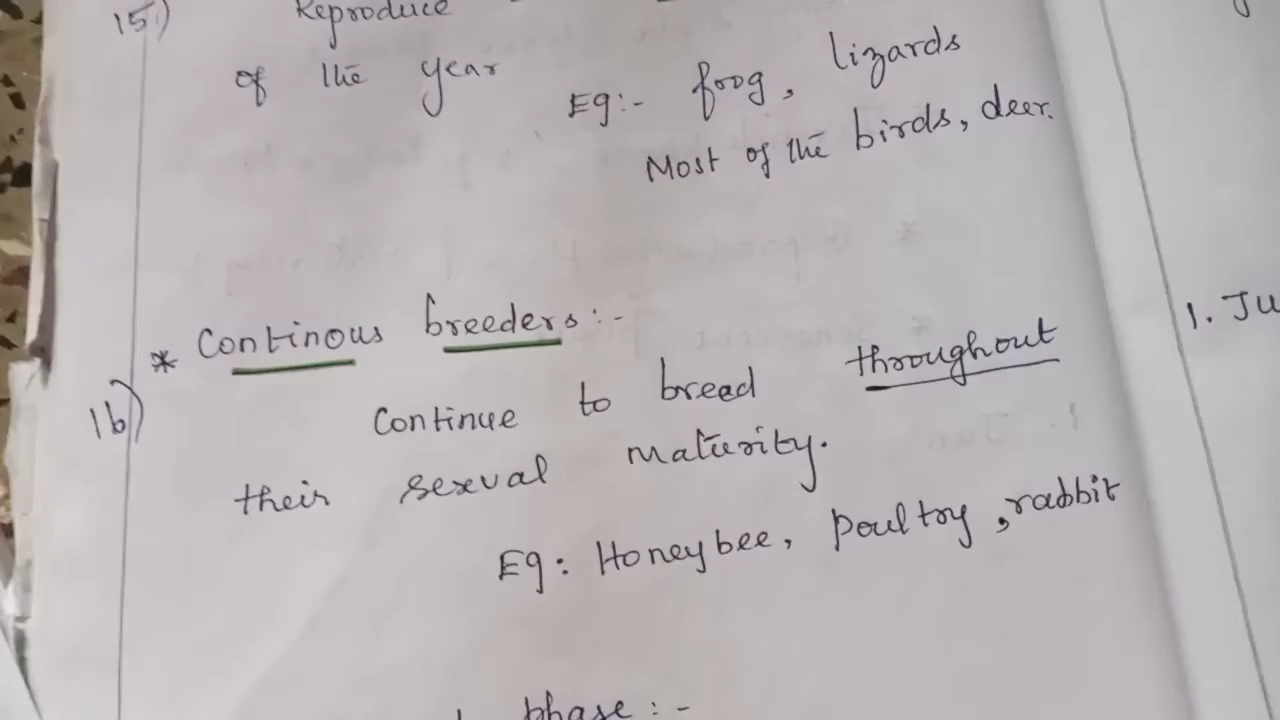 15) Reproduce
of the year
Eg:- frog, lizards
Most of the birds, deer.
* Continous breeders:-
16) Continue to breed throughout
their sexual maturity.
Eg: Honeybee, Poultry, rabbit
phase:-
1. Ju